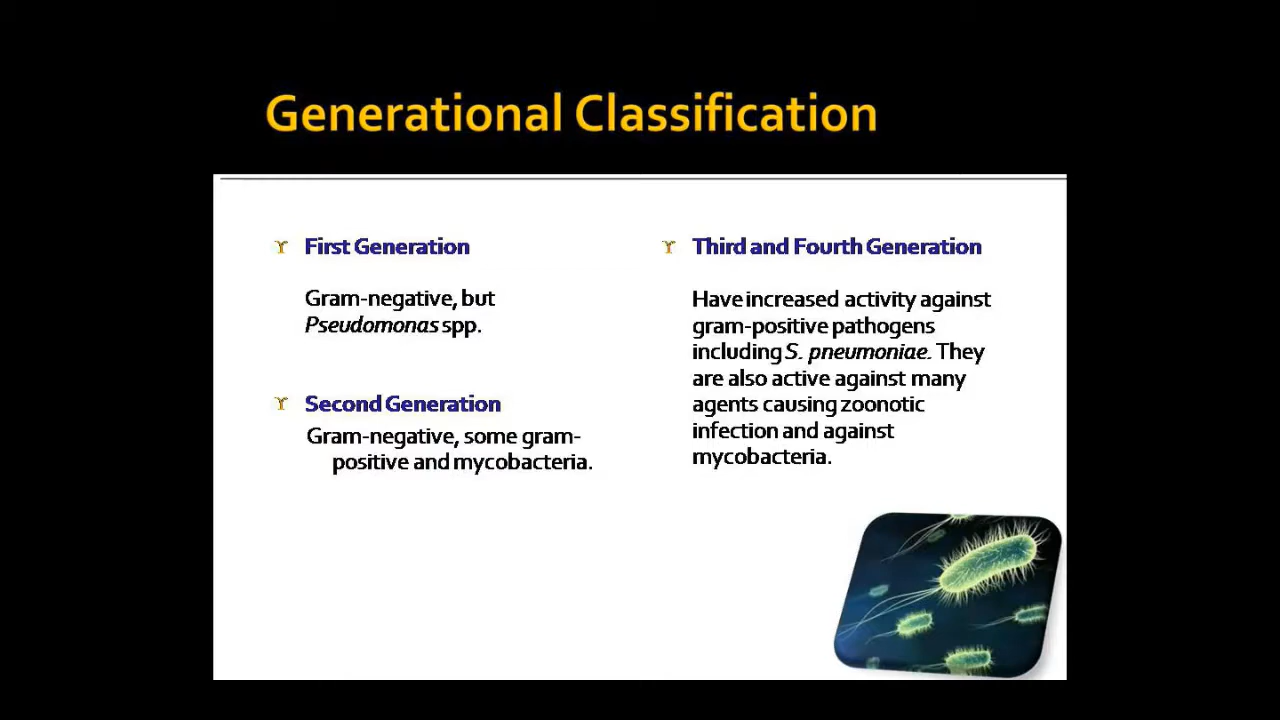 Generational Classification
First Generation
Gram-negative, but
Pseudomonas spp.
Second Generation
Gram-negative, some gram-
positive and mycobacteria.
Third and Fourth Generation
Have increased activity against
gram-positive pathogens
including S. pneumoniae. They
are also active against many
agents causing zoonotic
infection and against
mycobacteria.